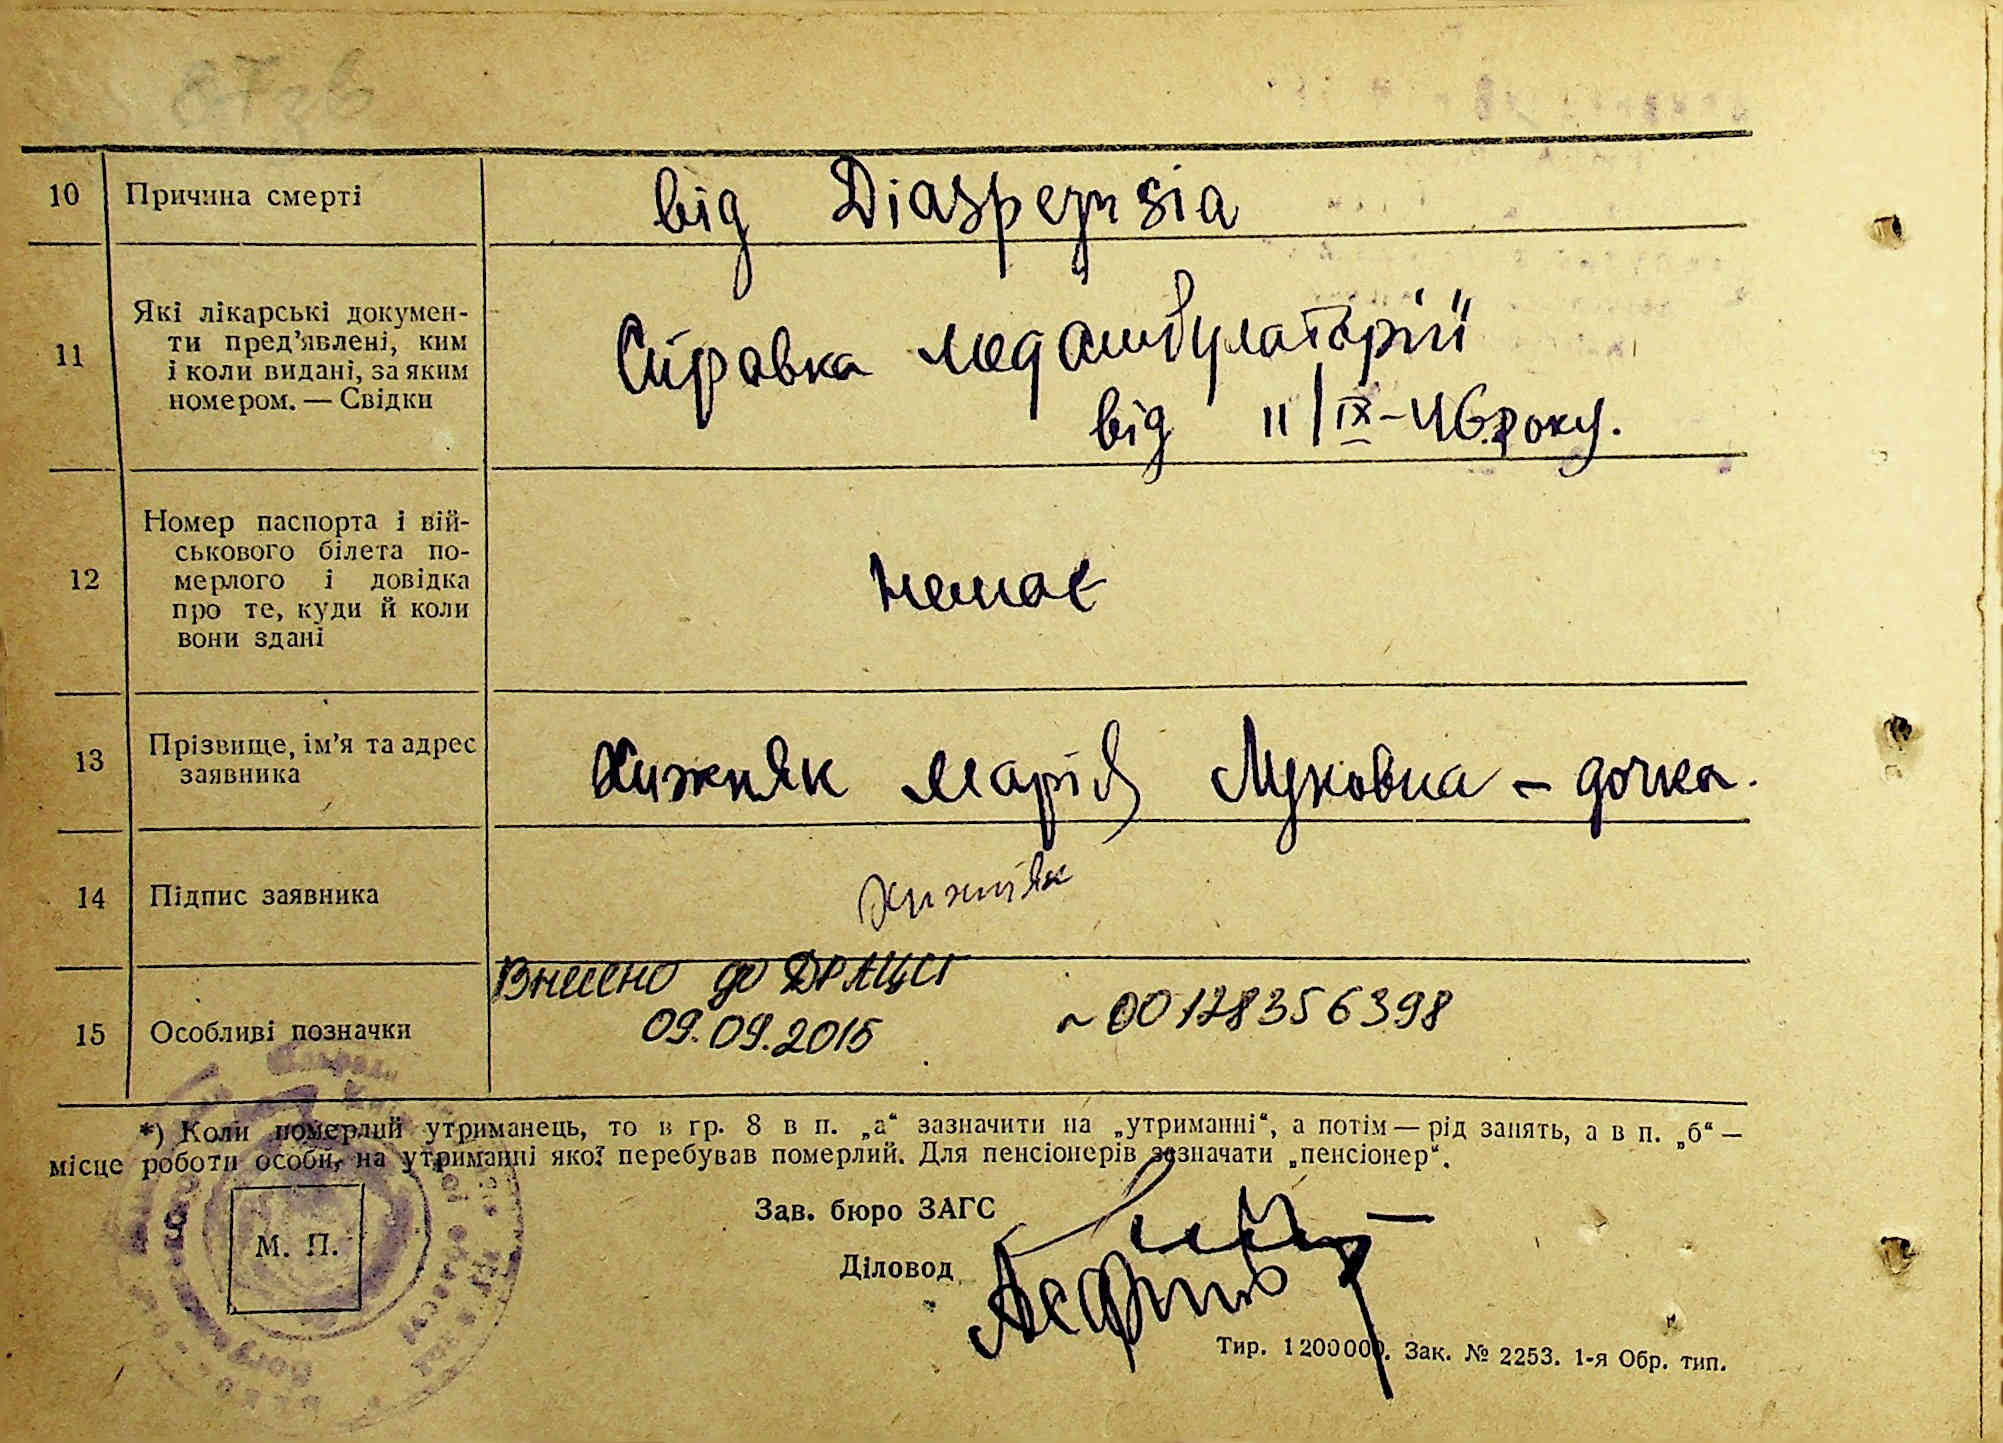 87зв
10 Причина смерті від Diaspepsia
11 Які лікарські докумен-
ти пред’явлені, ким
і коли видані, за яким
номером. — Свідки
Справка медамбулаторіїї
від 11/IX-46 року.
12 Номер паспорта і вій-
ськового білета по-
мерлого і довідка
про те, куди й коли
вони здані
немає
13 Прізвище, ім’я та адрес
заявника
Хижняк Марія Луковна – дочка.
14 Підпис заявника Хижняк
15 Особливі позначки
Внесено до ДРАЦСГ
09.09.2015 ~00128356398
*) Коли померлий утриманець, то в гр. 8 в п. „а“ зазначити на „утриманні“, а потім — рід занять, а в п. „б“ —
місце роботи особи, на утриманні якої перебував померлий. Для пенсіонерів зазначати „пенсіонер“.
Зав. бюро ЗАГС
Діловод
М. П.
Тир. 1200000. Зак. № 2253. 1-я Обр. тип.